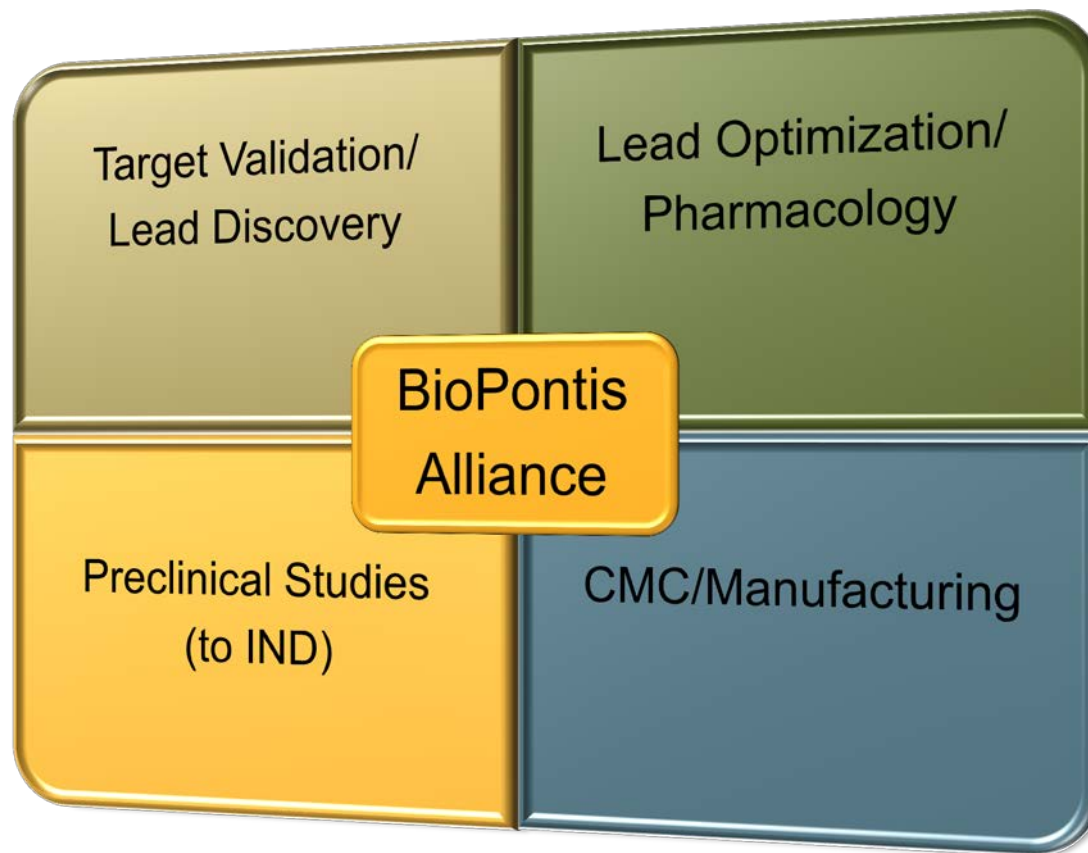 Target Validation/
Lead Discovery
Lead Optimization/
Pharmacology
BioPontis
Alliance
Preclinical Studies
(to IND)
CMC/Manufacturing